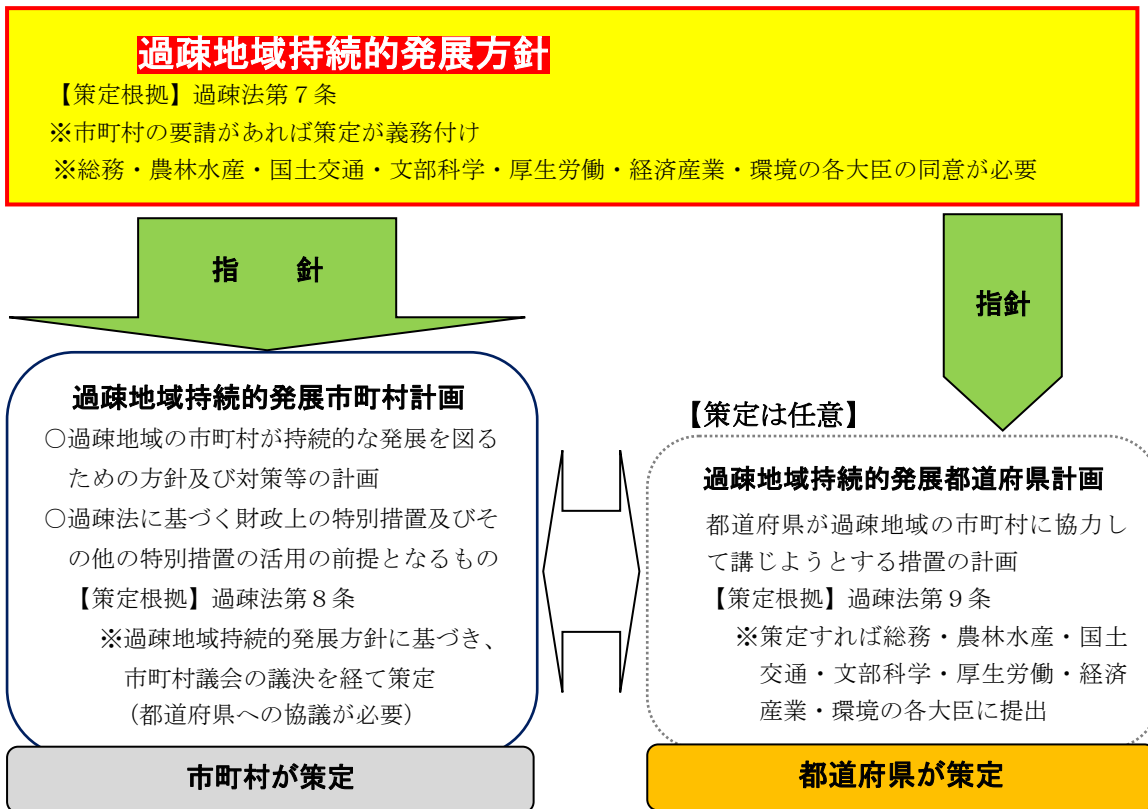 過疎地域持続的発展方針
【策定根拠】過疎法第７条
※市町村の要請があれば策定が義務付け
※総務・農林水産・国土交通・文部科学・厚生労働・経済産業・環境の各大臣の同意が必要
指　　針
指針
過疎地域持続的発展市町村計画
○過疎地域の市町村が持続的な発展を図る
ための方針及び対策等の計画
○過疎法に基づく財政上の特別措置及びそ
の他の特別措置の活用の前提となるもの
【策定根拠】過疎法第８条
※過疎地域持続的発展方針に基づき、
市町村議会の議決を経て策定
（都道府県への協議が必要）
市町村が策定
【策定は任意】
過疎地域持続的発展都道府県計画
都道府県が過疎地域の市町村に協力し
て講じようとする措置の計画
【策定根拠】過疎法第９条
※策定すれば総務・農林水産・国土
交通・文部科学・厚生労働・経済
産業・環境の各大臣に提出
都道府県が策定